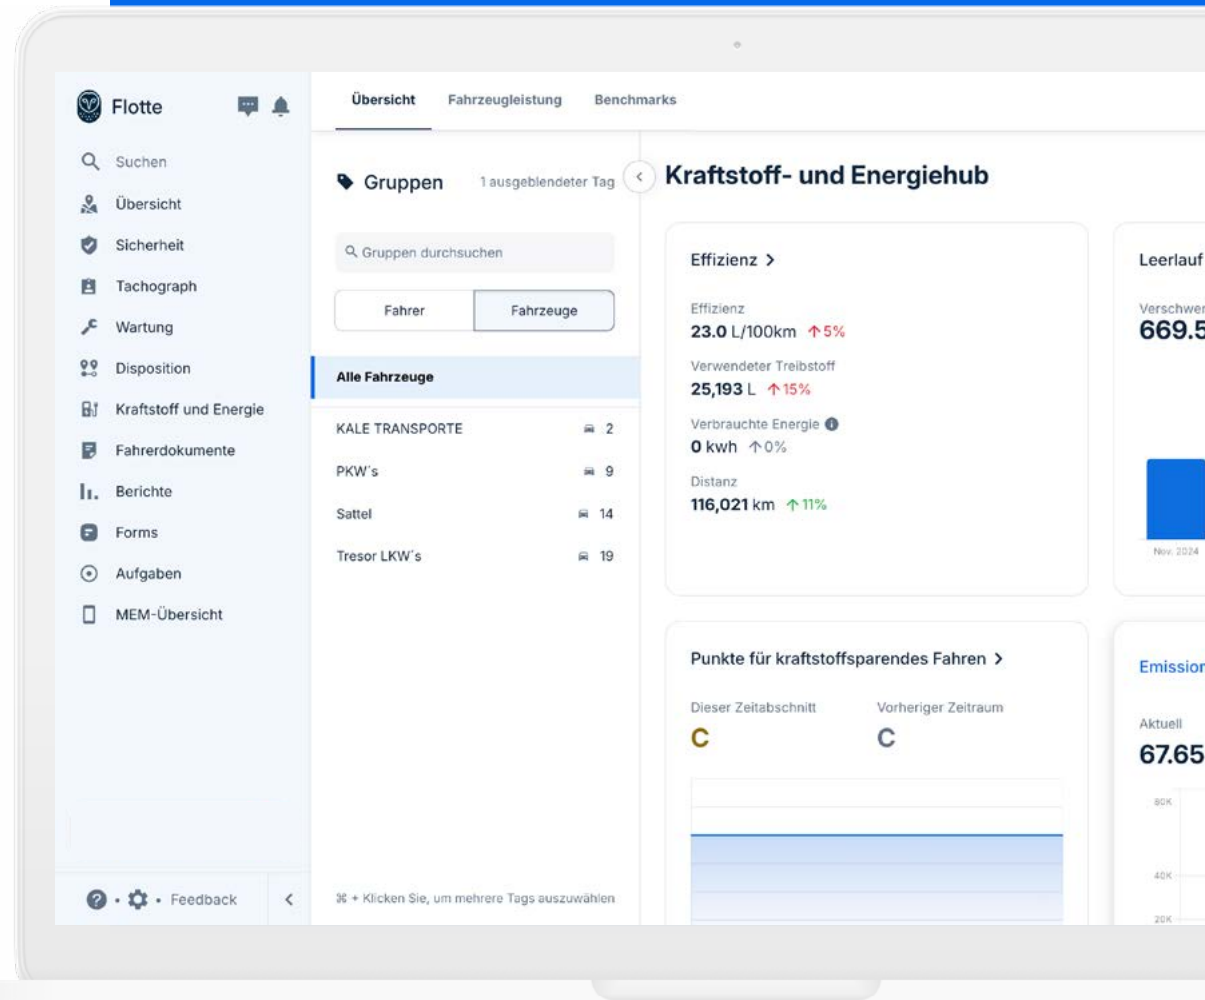 Flotte
Suchen
Übersicht
Sicherheit
Tachograph
Wartung
Disposition
Kraftstoff und Energie
Fahrerdokumente
Berichte
Forms
Aufgaben
MEM-Übersicht
Feedback
Übersicht Fahrzeugleistung Benchmarks
Gruppen 1 ausgeblendeter Tag
Gruppen durchsuchen
Fahrer Fahrzeuge
Alle Fahrzeuge
KALE TRANSPORTE 2
PKW´s 9
Sattel 14
Tresor LKW´s 19
⌘ + Klicken Sie, um mehrere Tags auszuwählen
Kraftstoff- und Energiehub
Effizienz >
Effizienz
23.0 L/100km ↑5%
Verwendeter Treibstoff
25,193 L ↑15%
Verbrauchte Energie
0 kwh ↑0%
Distanz
116,021 km ↑11%
Leerlauf
669.5
Nov. 2024
Punkte für kraftstoffsparendes Fahren >
Dieser Zeitabschnitt Vorheriger Zeitraum
C C
Aktuell
67.65
80K
40K
20K